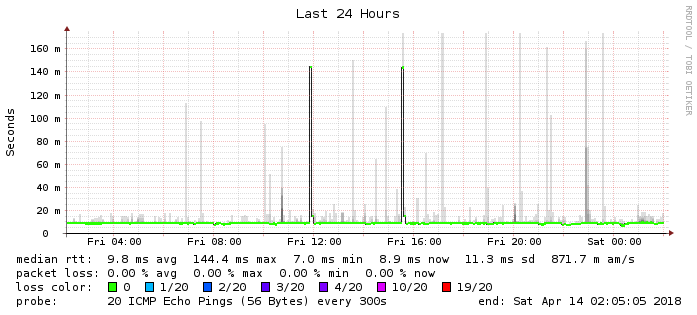 Last 24 Hours
RRDTOOL / TOBI OETIKER
Seconds
160 m
140 m
120 m
100 m
80 m
60 m
40 m
20 m
0
Fri 04:00 Fri 08:00 Fri 12:00 Fri 16:00 Fri 20:00 Sat 00:00
median rtt: 9.8 ms avg 144.4 ms max 7.0 ms min 8.9 ms now 11.3 ms sd 871.7 m am/s
packet loss: 0.00 % avg 0.00 % max 0.00 % min 0.00 % now
loss color: 0 1/20 2/20 3/20 4/20 10/20 19/20
probe: 20 ICMP Echo Pings (56 Bytes) every 300s end: Sat Apr 14 02:05:05 2018